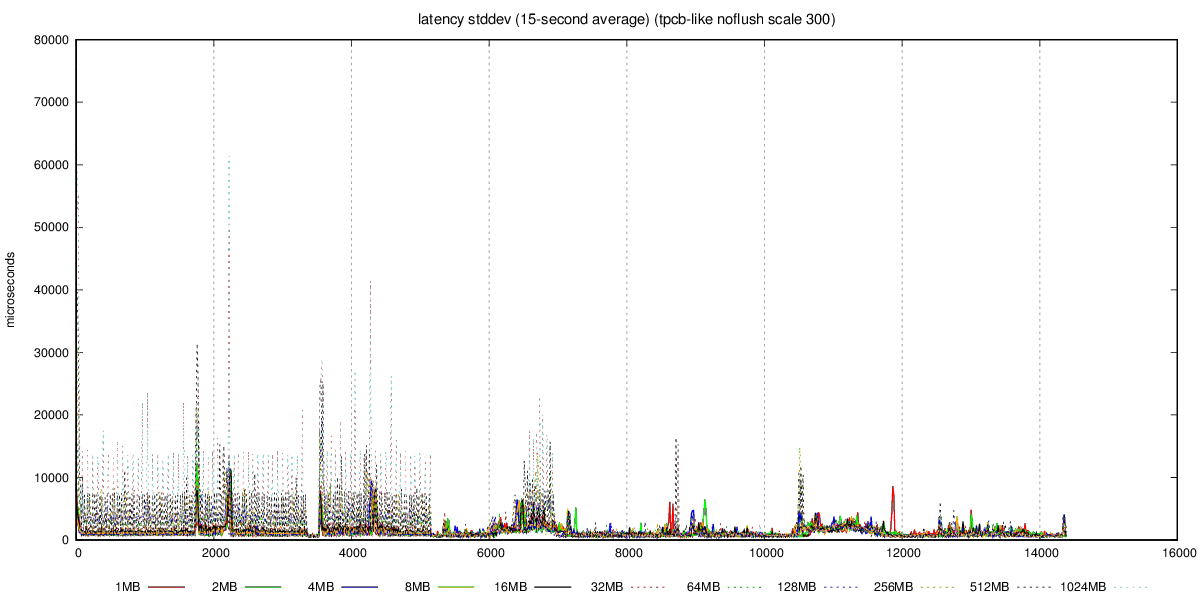 latency stddev (15-second average) (tpcb-like noflush scale 300)
80000
70000
60000
50000
40000
30000
20000
10000
0
microseconds
0 2000 4000 6000 8000 10000 12000 14000 16000
1MB 2MB 4MB 8MB 16MB 32MB 64MB 128MB 256MB 512MB 1024MB